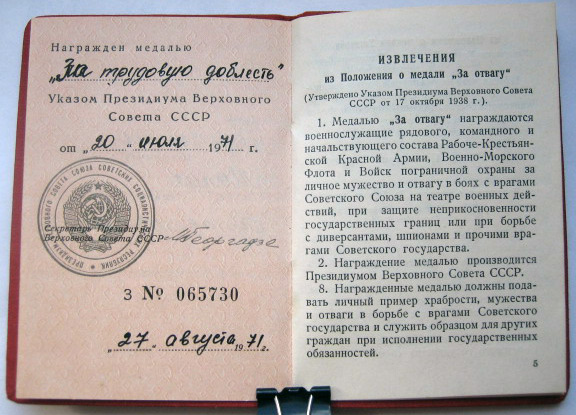 Награжден медалью
„За трудовую доблесть"
Указом Президиума Верховного
Совета СССР
от „20" июля 1971 г.
Секретарь Президиума
Верховного Совета СССР
З № 065730
„27" августа 1971 г.
ИЗВЛЕЧЕНИЯ
из Положения о медали „За отвагу"
(Утверждено Указом Президиума Верховного Совета
СССР от 17 октября 1938 г.).
1. Медалью „За отвагу" награждаются
военнослужащие рядового, командного и
начальствующего состава Рабоче-Крестьян-
ской Красной Армии, Военно-Морского
Флота и Войск пограничной охраны за
личное мужество и отвагу в боях с врагами
Советского Союза на театре военных дей-
ствий, при защите неприкосновенности
государственных границ или при борьбе
с диверсантами, шпионами и прочими вра-
гами Советского государства.
2. Награждение медалью производится
Президиумом Верховного Совета СССР.
8. Награжденные медалью должны пода-
вать личный пример храбрости, мужества
и отваги в борьбе с врагами Советского
государства и служить образцом для других
граждан при исполнении государственных
обязанностей.
5